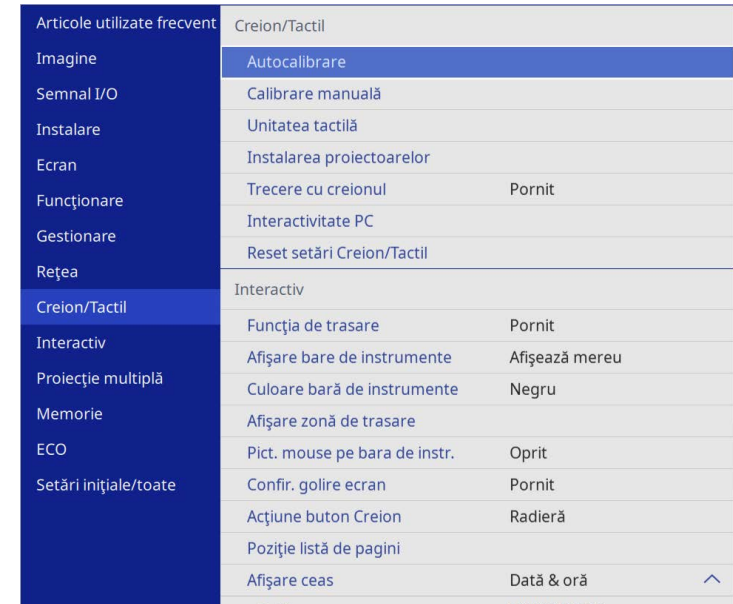 Articole utilizate frecvent
Imagine
Semnal I/O
Instalare
Ecran
Funcţionare
Gestionare
Reţea
Creion/Tactil
Interactiv
Proiecţie multiplă
Memorie
ECO
Setări iniţiale/toate
Creion/Tactil
Autocalibrare
Calibrare manuală
Unitatea tactilă
Instalarea proiectoarelor
Trecere cu creionul Pornit
Interactivitate PC
Reset setări Creion/Tactil
Interactiv
Funcţia de trasare Pornit
Afişare bare de instrumente Afişează mereu
Culoare bară de instrumente Negru
Afişare zonă de trasare
Pict. mouse pe bara de instr. Oprit
Confir. golire ecran Pornit
Acţiune buton Creion Radieră
Poziţie listă de pagini
Afişare ceas Dată & oră